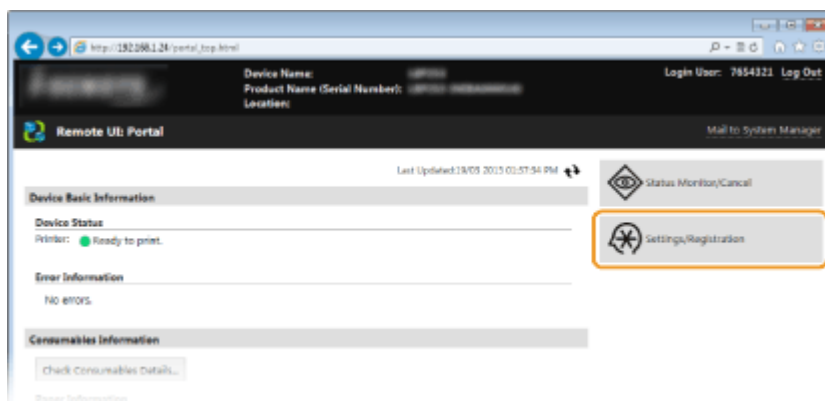 http://192.168.1.24/portal_top.html
Device Name:
Login User: 7654321 Log Out
Product Name (Serial Number):
Location:
Remote UI: Portal
Mail to System Manager
Last Updated:19/03 2015 01:57:54 PM
Status Monitor/Cancel
Device Basic Information
Device Status
Printer: Ready to print.
Settings/Registration
Error Information
No errors.
Consumables Information
Check Consumables Details...
Error Information